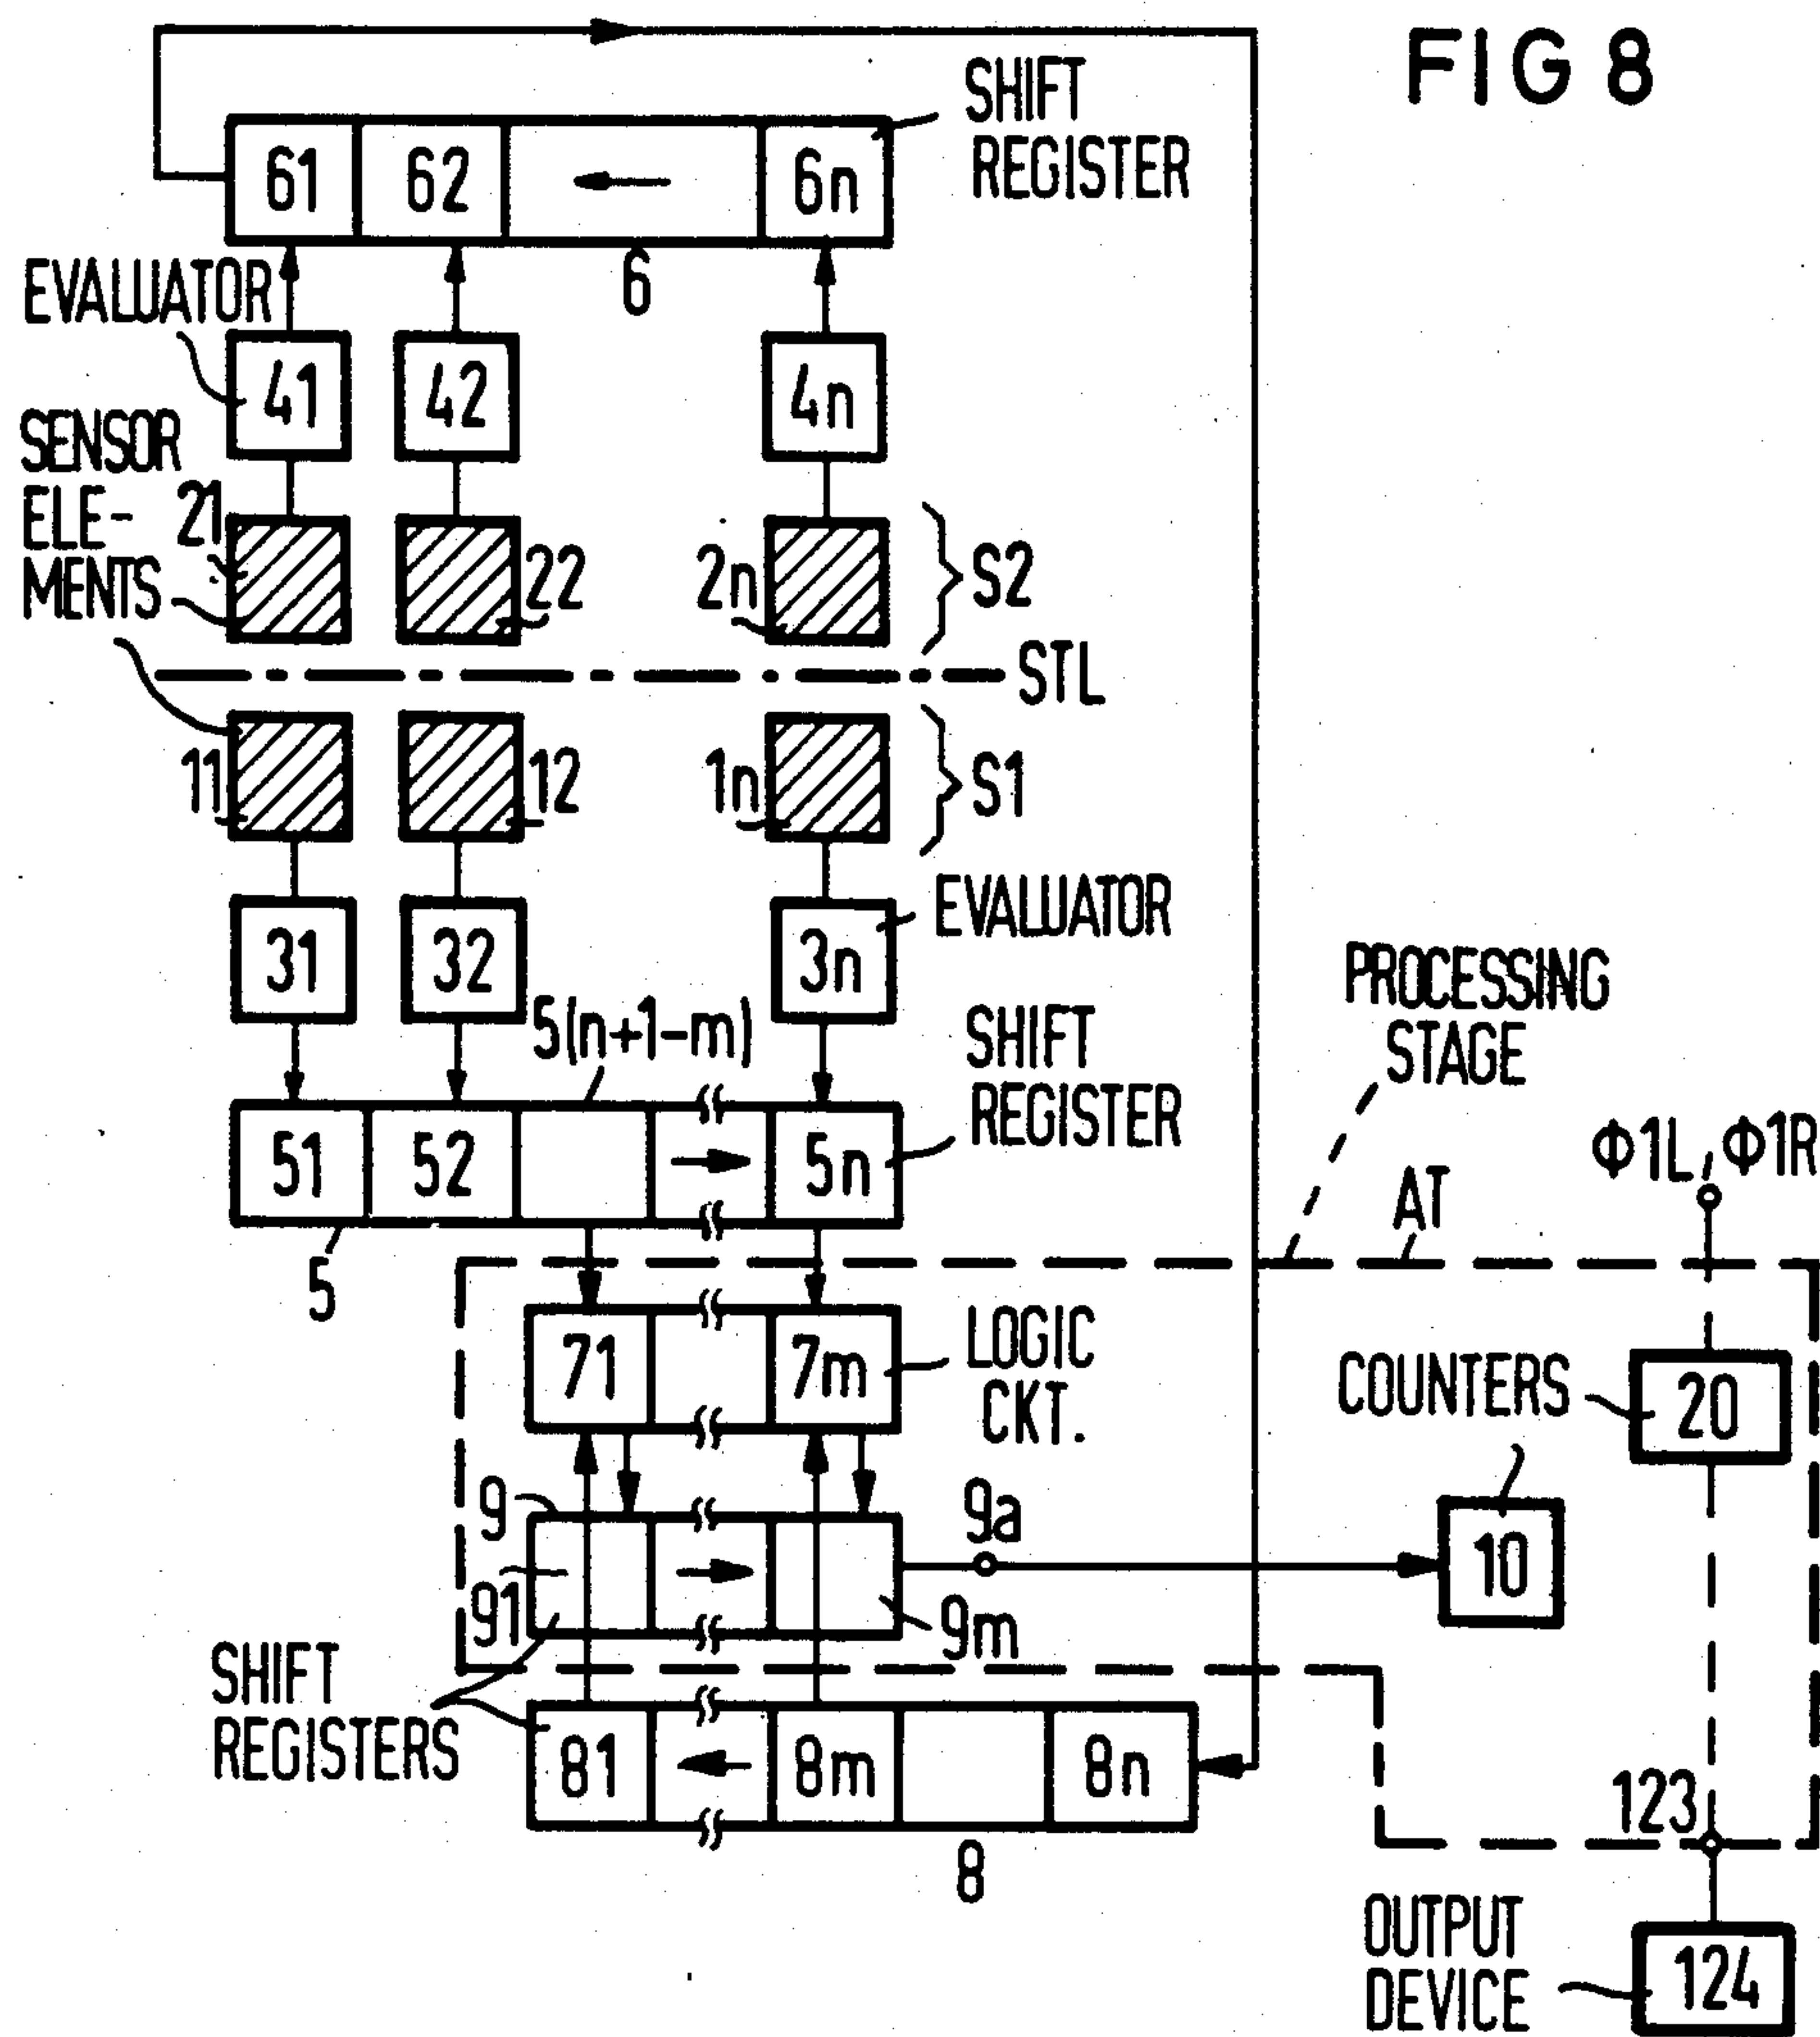 FIG 8
SHIFT
REGISTER
61 62 6n
6
EVALUATOR
41 42 4n
SENSOR
ELE-
MENTS
21 22 2n S2
STL
11 12 1n S1
EVALUATOR
31 32 3n
5(n+1-m)
SHIFT
REGISTER
51 52 5n
5
PROCESSING
STAGE
AT
Φ1L, Φ1R
71 7m
LOGIC
CKT.
COUNTERS
20
9 9a
10
91 9m
SHIFT
REGISTERS
81 8m 8n
8
123
OUTPUT
DEVICE
124